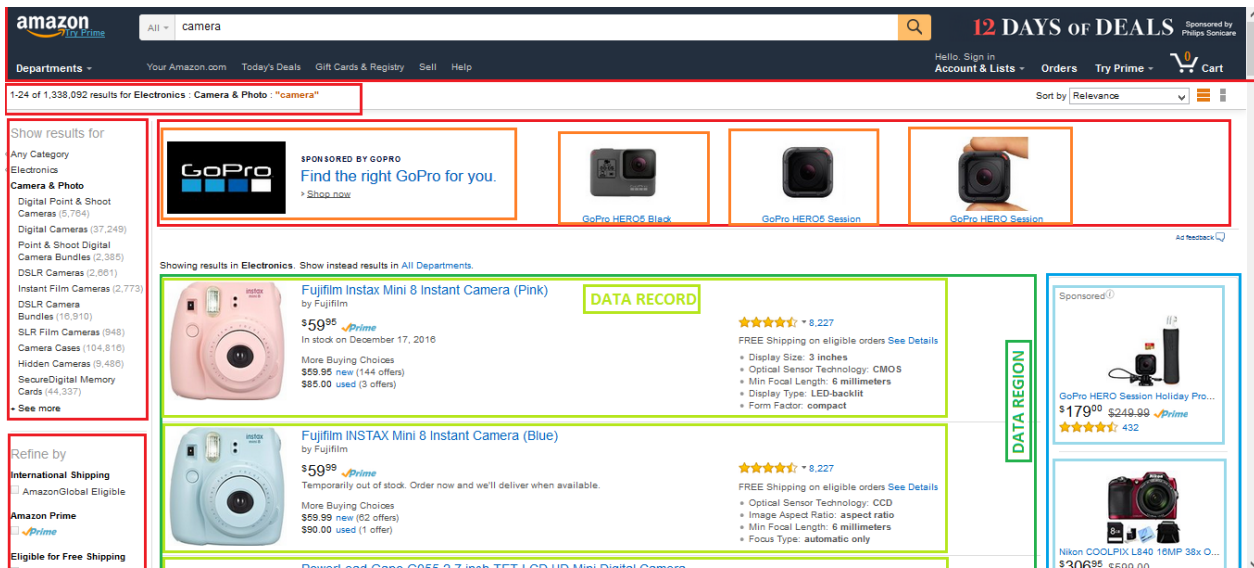 amazon
Try Prime
All
camera
12 DAYS OF DEALS
Sponsored by
Philips Sonicare
Departments
Your Amazon.com Today's Deals Gift Cards & Registry Sell Help
Hello. Sign in
Account & Lists
Orders
Try Prime
0
Cart
1-24 of 1,338,092 results for Electronics : Camera & Photo : "camera"
Sort by Relevance
Show results for
Any Category
Electronics
Camera & Photo
Digital Point & Shoot
Cameras (5,764)
Digital Cameras (37,249)
Point & Shoot Digital
Camera Bundles (2,385)
DSLR Cameras (2,661)
Instant Film Cameras (2,773)
DSLR Camera
Bundles (16,910)
SLR Film Cameras (948)
Camera Cases (104,816)
Hidden Cameras (9,486)
SecureDigital Memory
Cards (44,337)
See more
Refine by
International Shipping
AmazonGlobal Eligible
Amazon Prime
Prime
Eligible for Free Shipping
GoPro
SPONSORED BY GOPRO
Find the right GoPro for you.
› Shop now
GoPro HERO5 Black
GoPro HERO5 Session
GoPro HERO Session
Ad feedback
Showing results in Electronics. Show instead results in All Departments.
instax
Fujifilm Instax Mini 8 Instant Camera (Pink)
by Fujifilm
$5995 Prime
In stock on December 17, 2016
More Buying Choices
$59.95 new (144 offers)
$85.00 used (3 offers)
DATA RECORD
8,227
FREE Shipping on eligible orders See Details
Display Size: 3 inches
Optical Sensor Technology: CMOS
Min Focal Length: 6 millimeters
Display Type: LED-backlit
Form Factor: compact
DATA REGION
instax
Fujifilm INSTAX Mini 8 Instant Camera (Blue)
by Fujifilm
$5999 Prime
Temporarily out of stock. Order now and we'll deliver when available.
More Buying Choices
$59.99 new (62 offers)
$90.00 used (1 offer)
8,227
FREE Shipping on eligible orders See Details
Optical Sensor Technology: CCD
Image Aspect Ratio: aspect ratio
Min Focal Length: 6 millimeters
Focus Type: automatic only
Sponsored
GoPro HERO Session Holiday Pro...
$17900 $249.99 Prime
432
Nikon COOLPIX L840 16MP 38x O...
$30695 $599.00